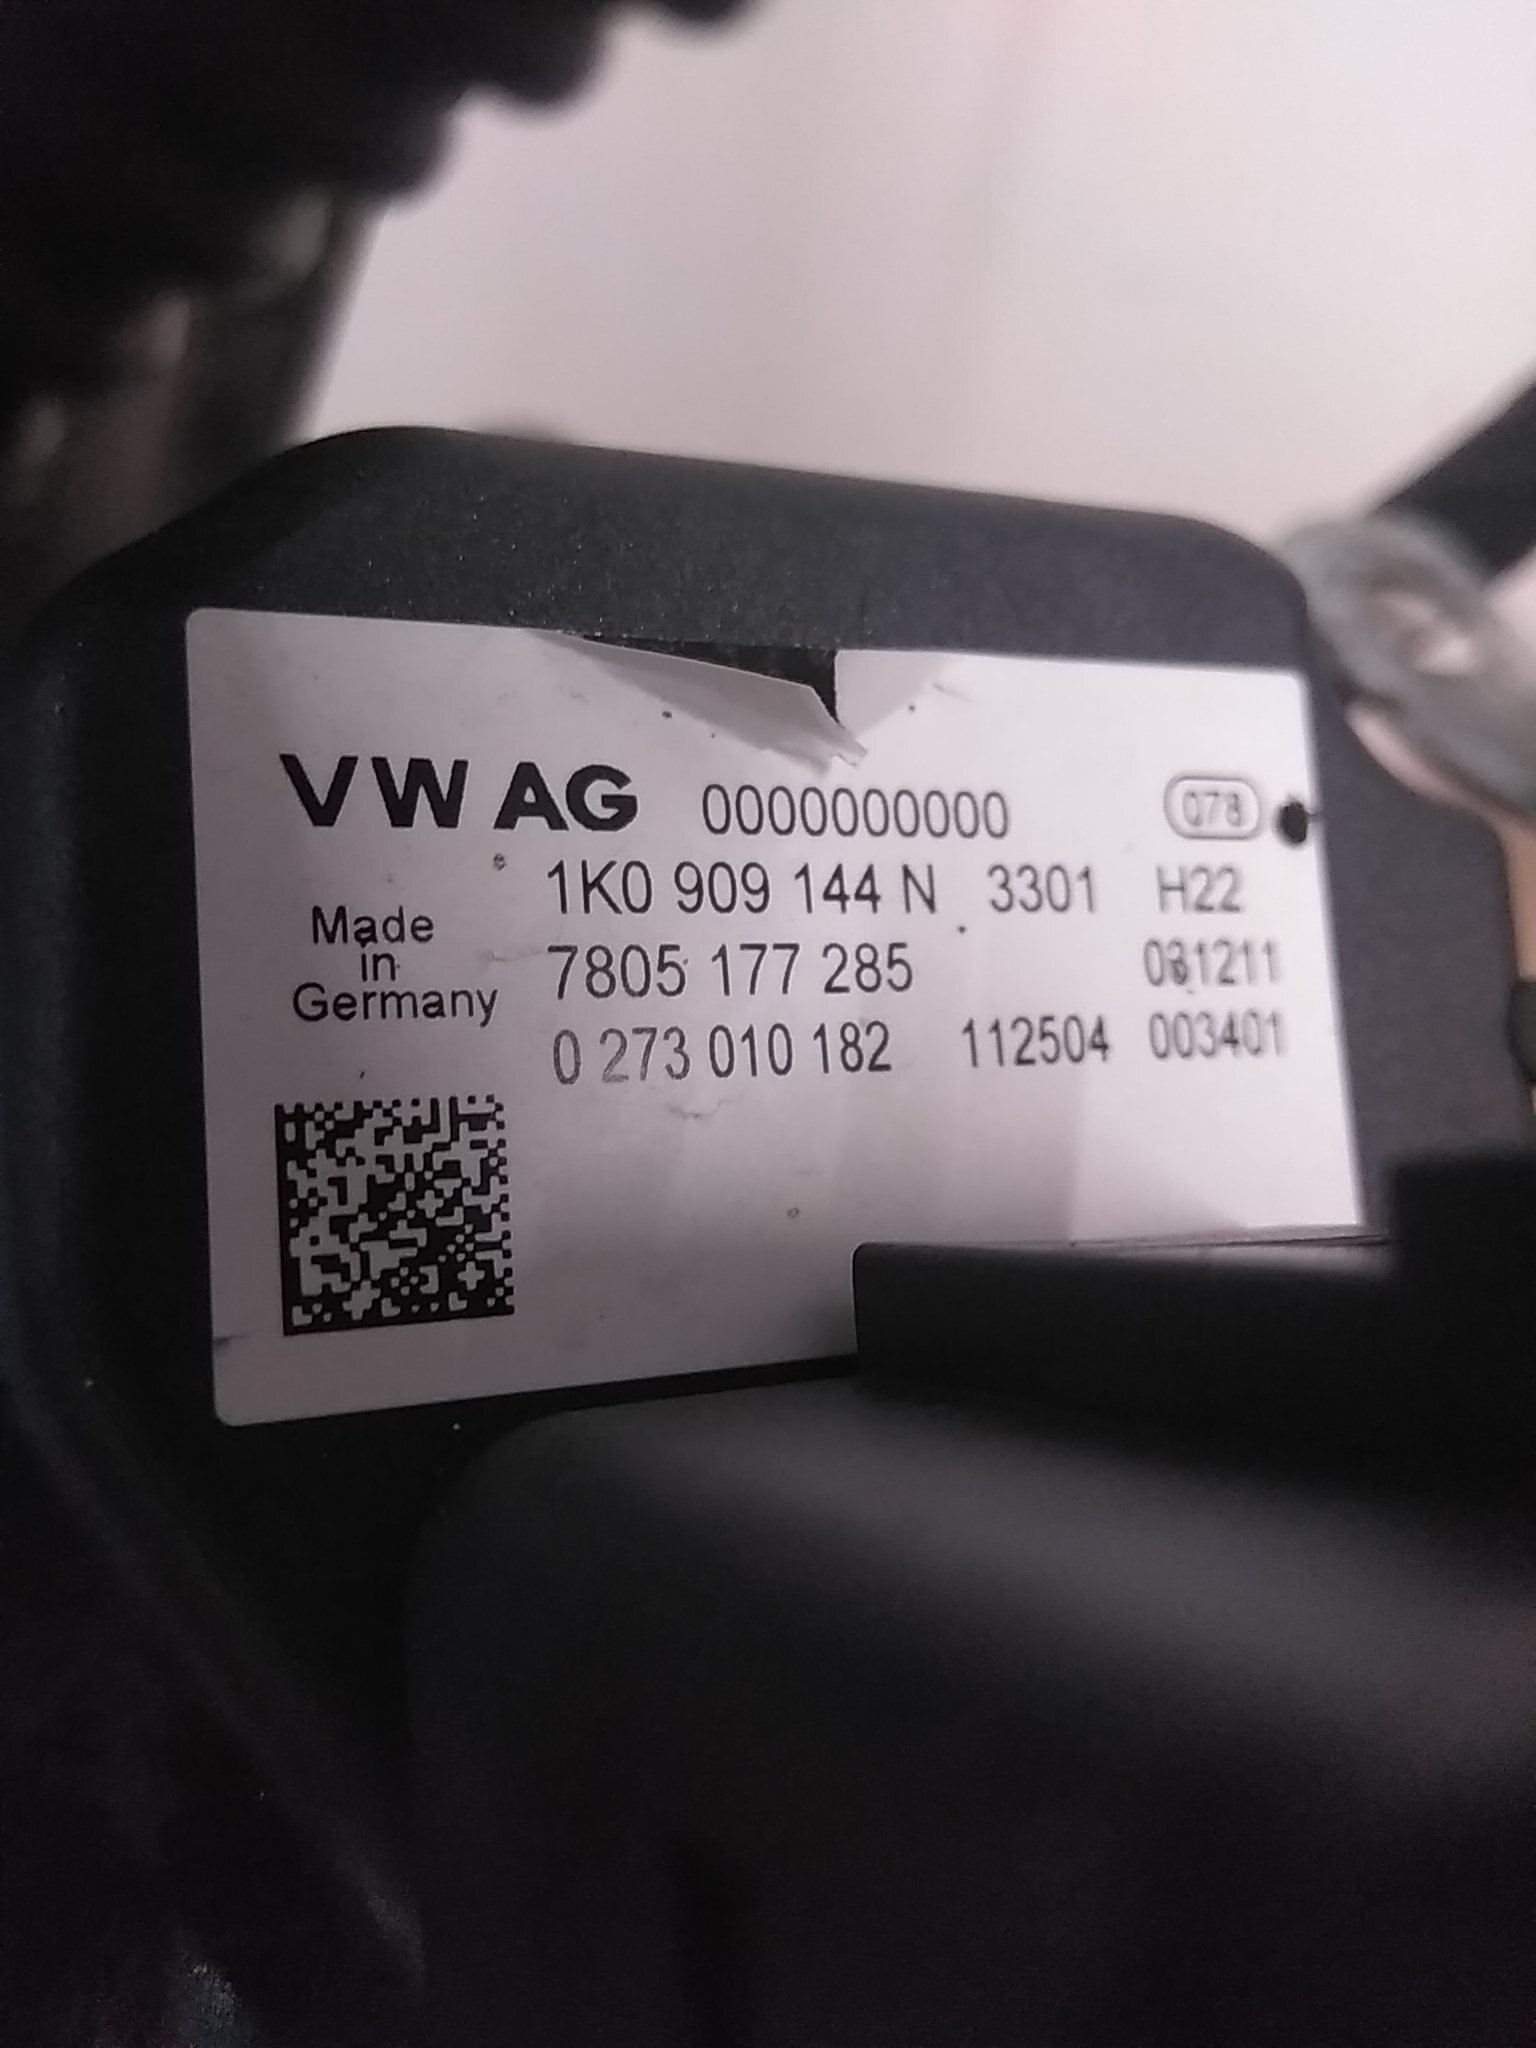 VW AG 0000000000 078
1K0 909 144 N 3301 H22
Made
in
Germany
7805 177 285 031211
0 273 010 182 112504 003401